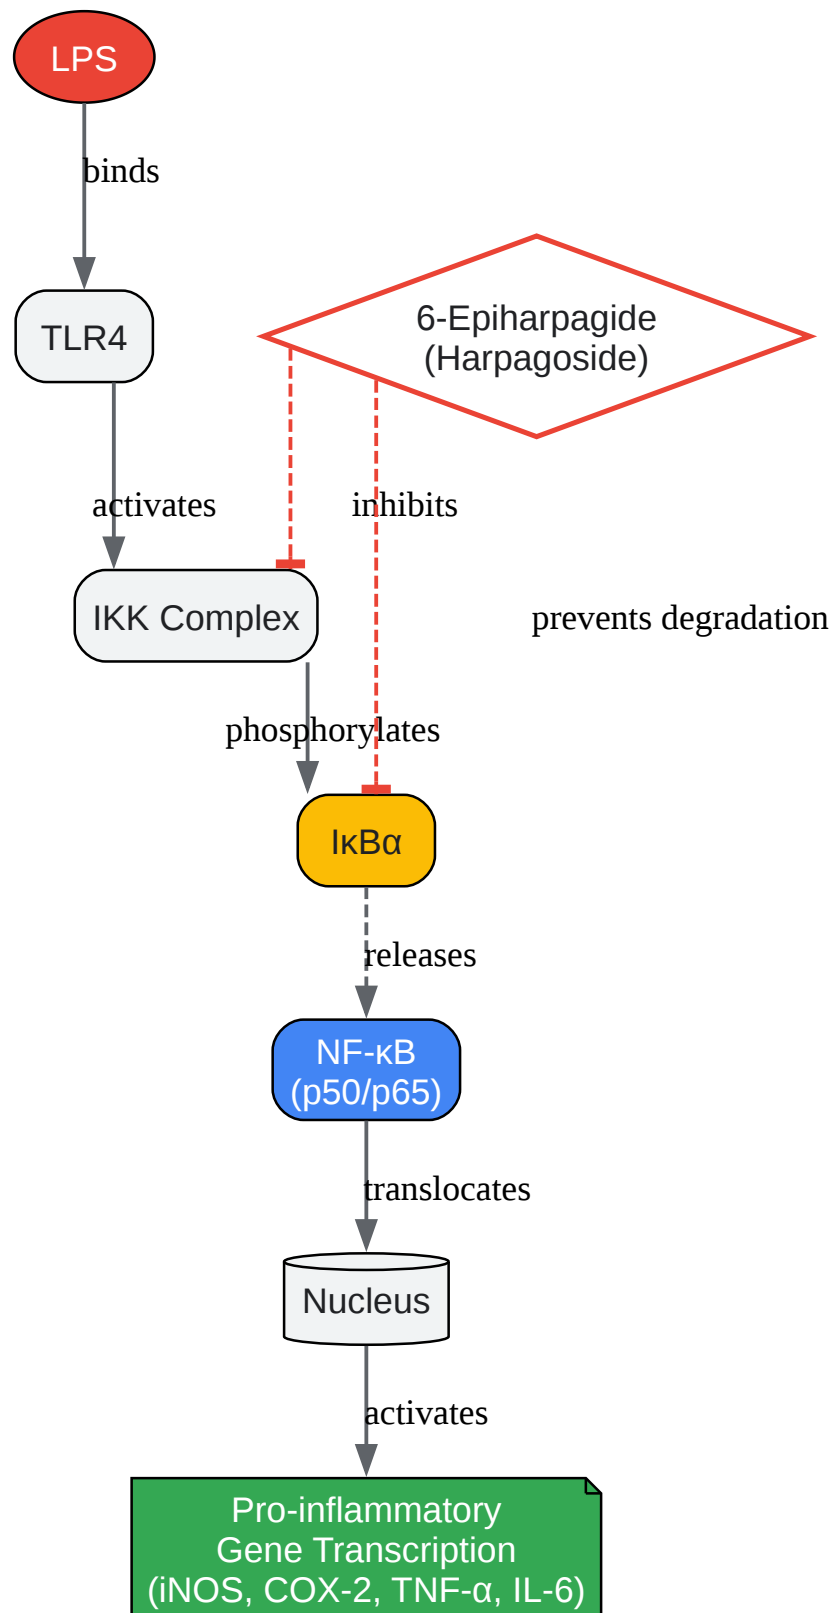 LPS
binds
6-Epiharpagide
(Harpagoside)
TLR4
activates
inhibits
IKK Complex
prevents degradation
phosphorylates
IκBα
releases
NF-κB
(p50/p65)
translocates
Nucleus
activates
Pro-inflammatory
Gene Transcription
(iNOS, COX-2, TNF-α, IL-6)